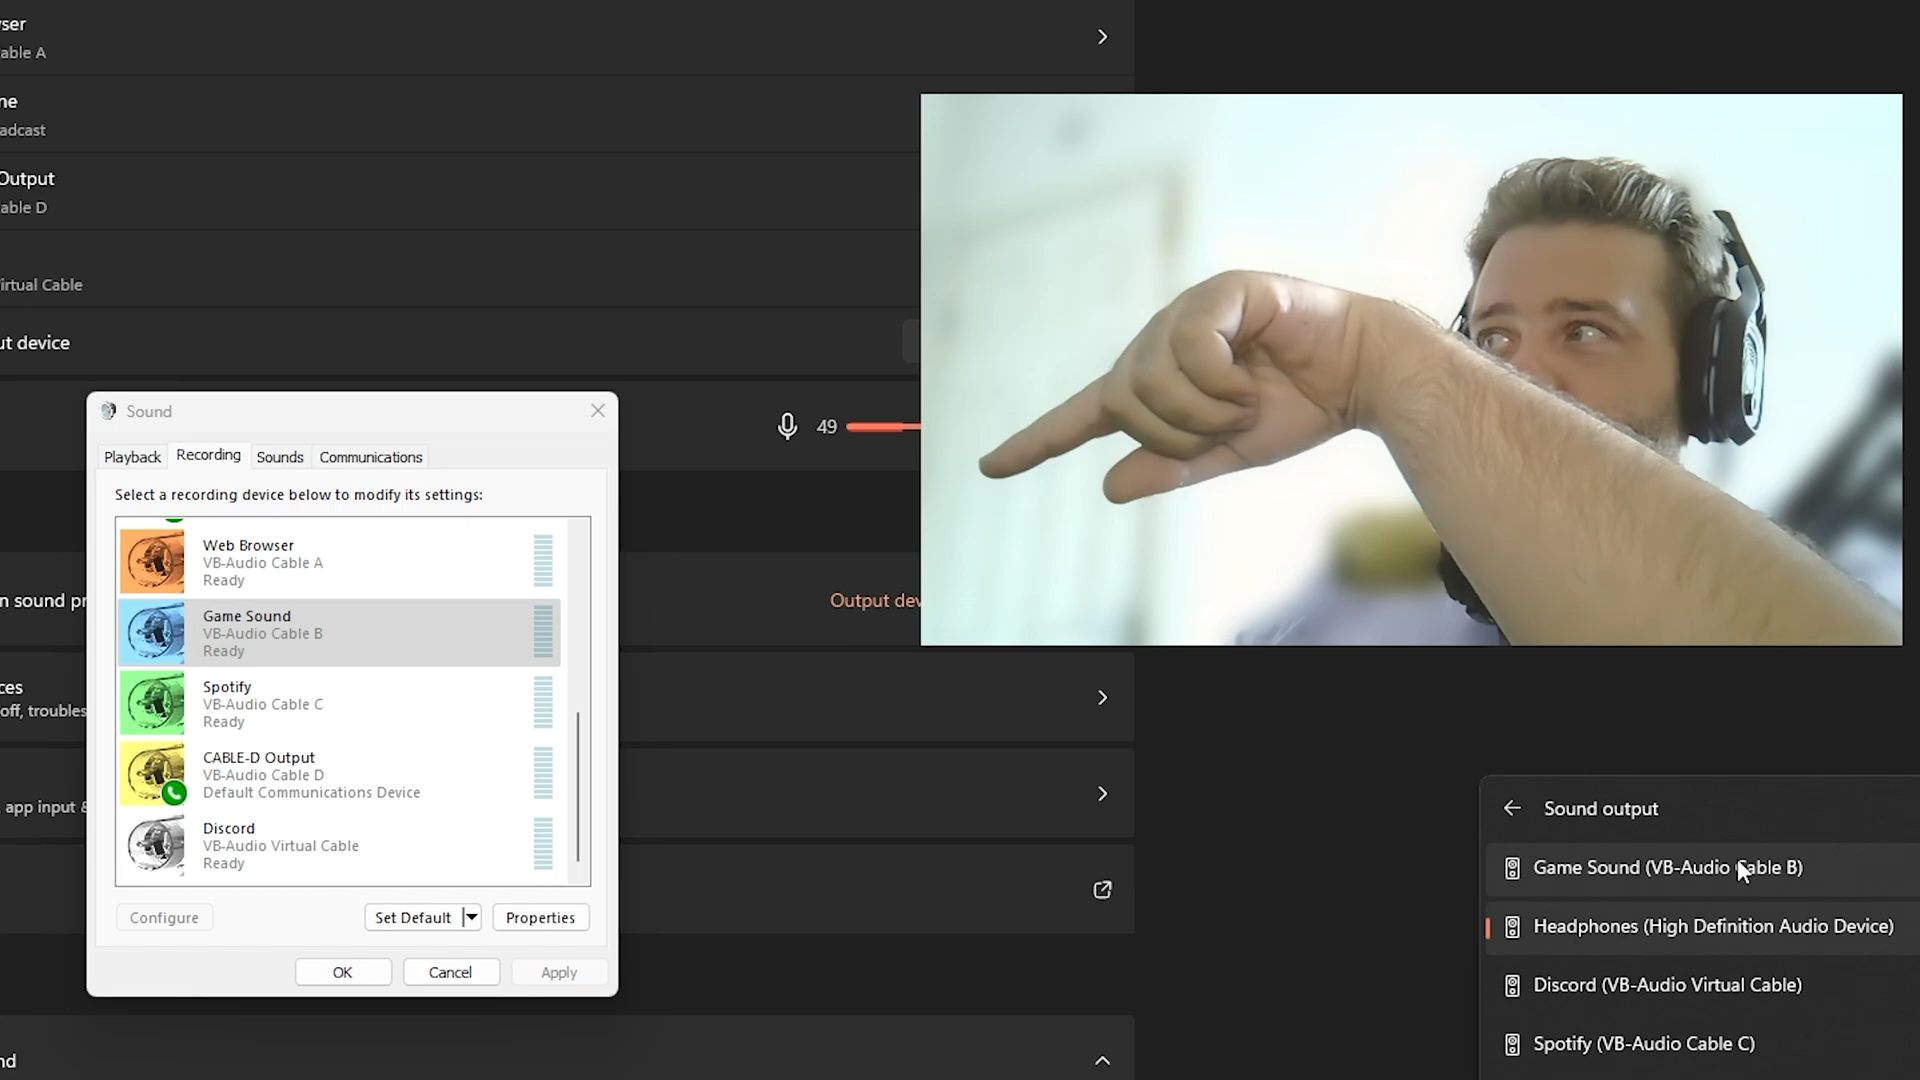 ser
able A
ne
adcast
Output
able D
irtual Cable
ut device
49
Sound
Playback
Recording
Sounds
Communications
Select a recording device below to modify its settings:
Web Browser
VB-Audio Cable A
Ready
Game Sound
VB-Audio Cable B
Ready
Spotify
VB-Audio Cable C
Ready
CABLE-D Output
VB-Audio Cable D
Default Communications Device
Discord
VB-Audio Virtual Cable
Ready
Configure
Set Default
Properties
OK
Cancel
Apply
n sound pr
Output dev
ces
off, troubles
app input &
nd
Sound output
Game Sound (VB-Audio Cable B)
Headphones (High Definition Audio Device)
Discord (VB-Audio Virtual Cable)
Spotify (VB-Audio Cable C)